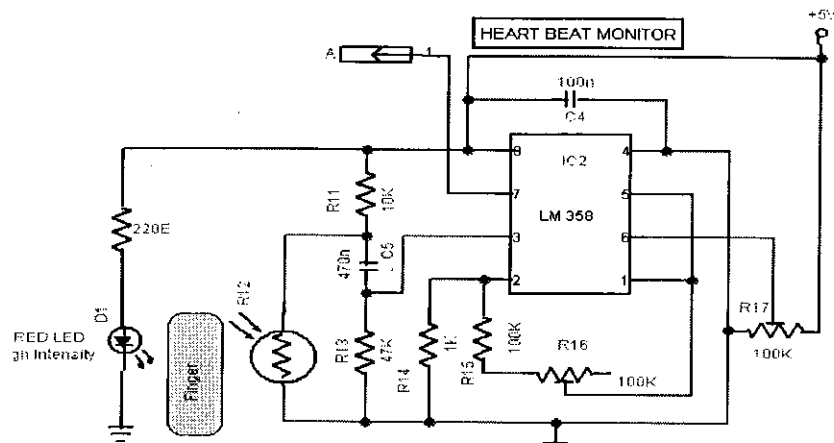 +5V
HEART BEAT MONITOR
A
1
100n
C4
8
IC2
4
R11
10K
7
5
LM 358
220E
3
6
470n
C5
2
1
R12
R17
D1
RED LED
gh Intenzity
Finger
R13
47K
R14
1K
R15
100K
R16
100K
100K